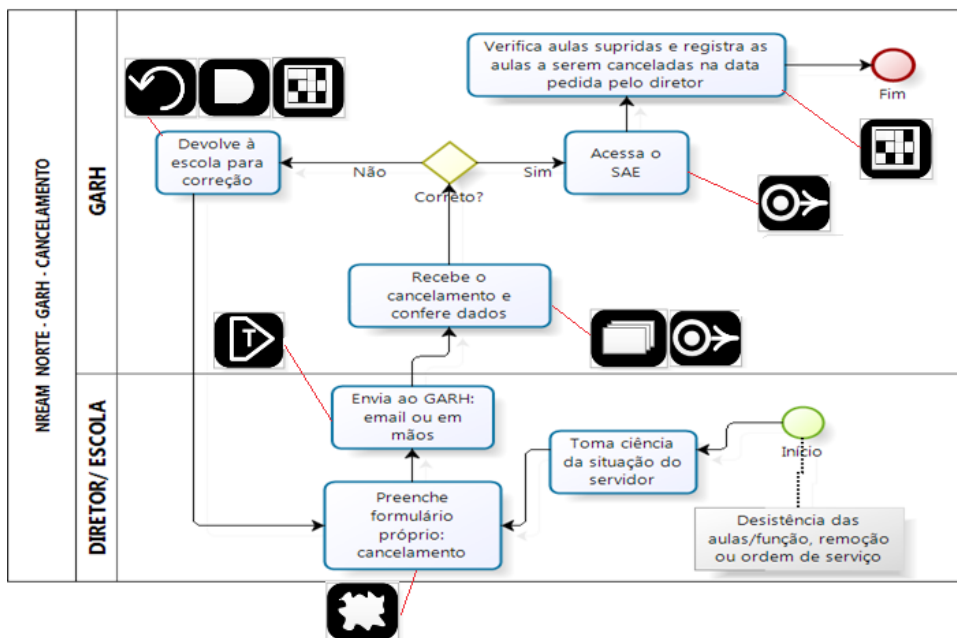 NREAM NORTE - GARH - CANCELAMENTO
GARH
Verifica aulas supridas e registra as
aulas a serem canceladas na data
pedida pelo diretor
Fim
Devolve à
escola para
correção
Não
Correto?
Sim
Acessa o
SAE
Recebe o
cancelamento e
confere dados
T
DIRETOR/ ESCOLA
Envia ao GARH:
email ou em
mãos
Toma ciência
da situação do
servidor
Início
Preenche
formulário
próprio:
cancelamento
Desistência das
aulas/função, remoção
ou ordem de serviço